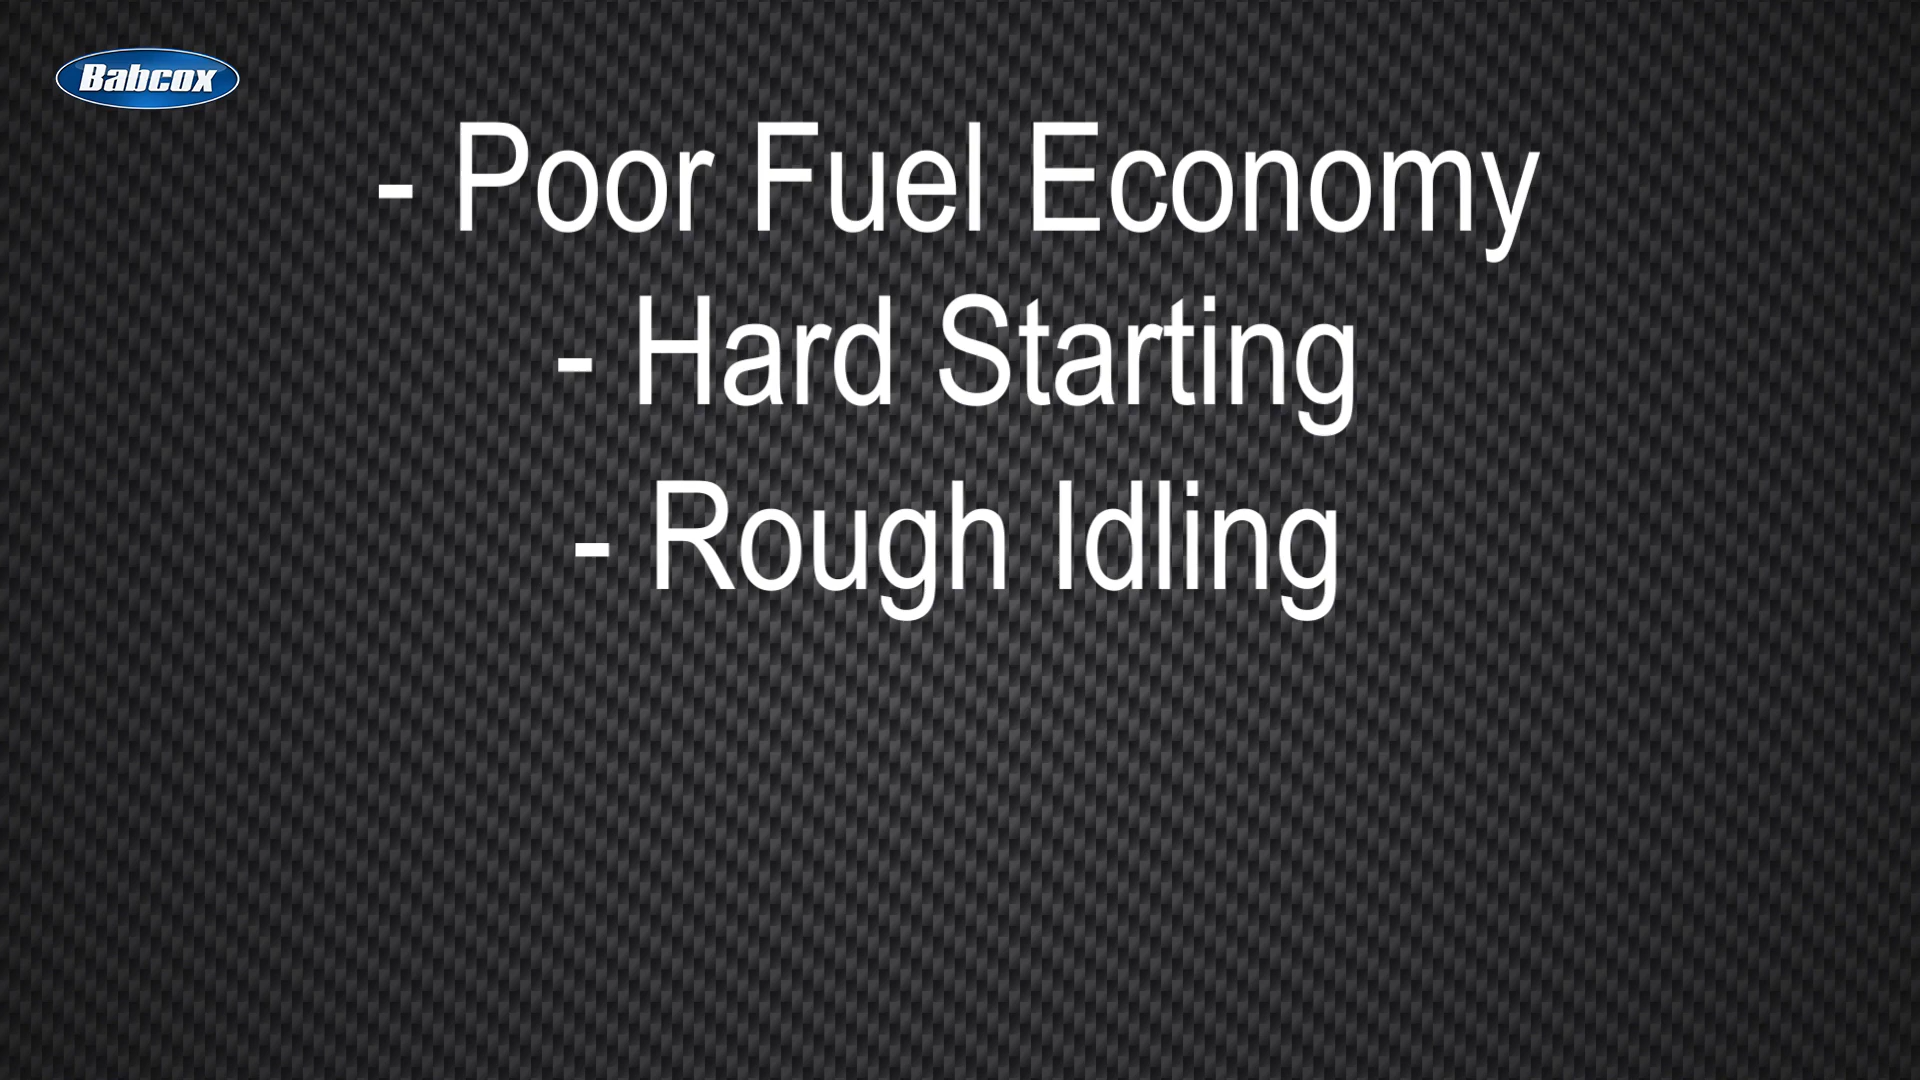 Babcox
- Poor Fuel Economy
- Hard Starting
- Rough Idling